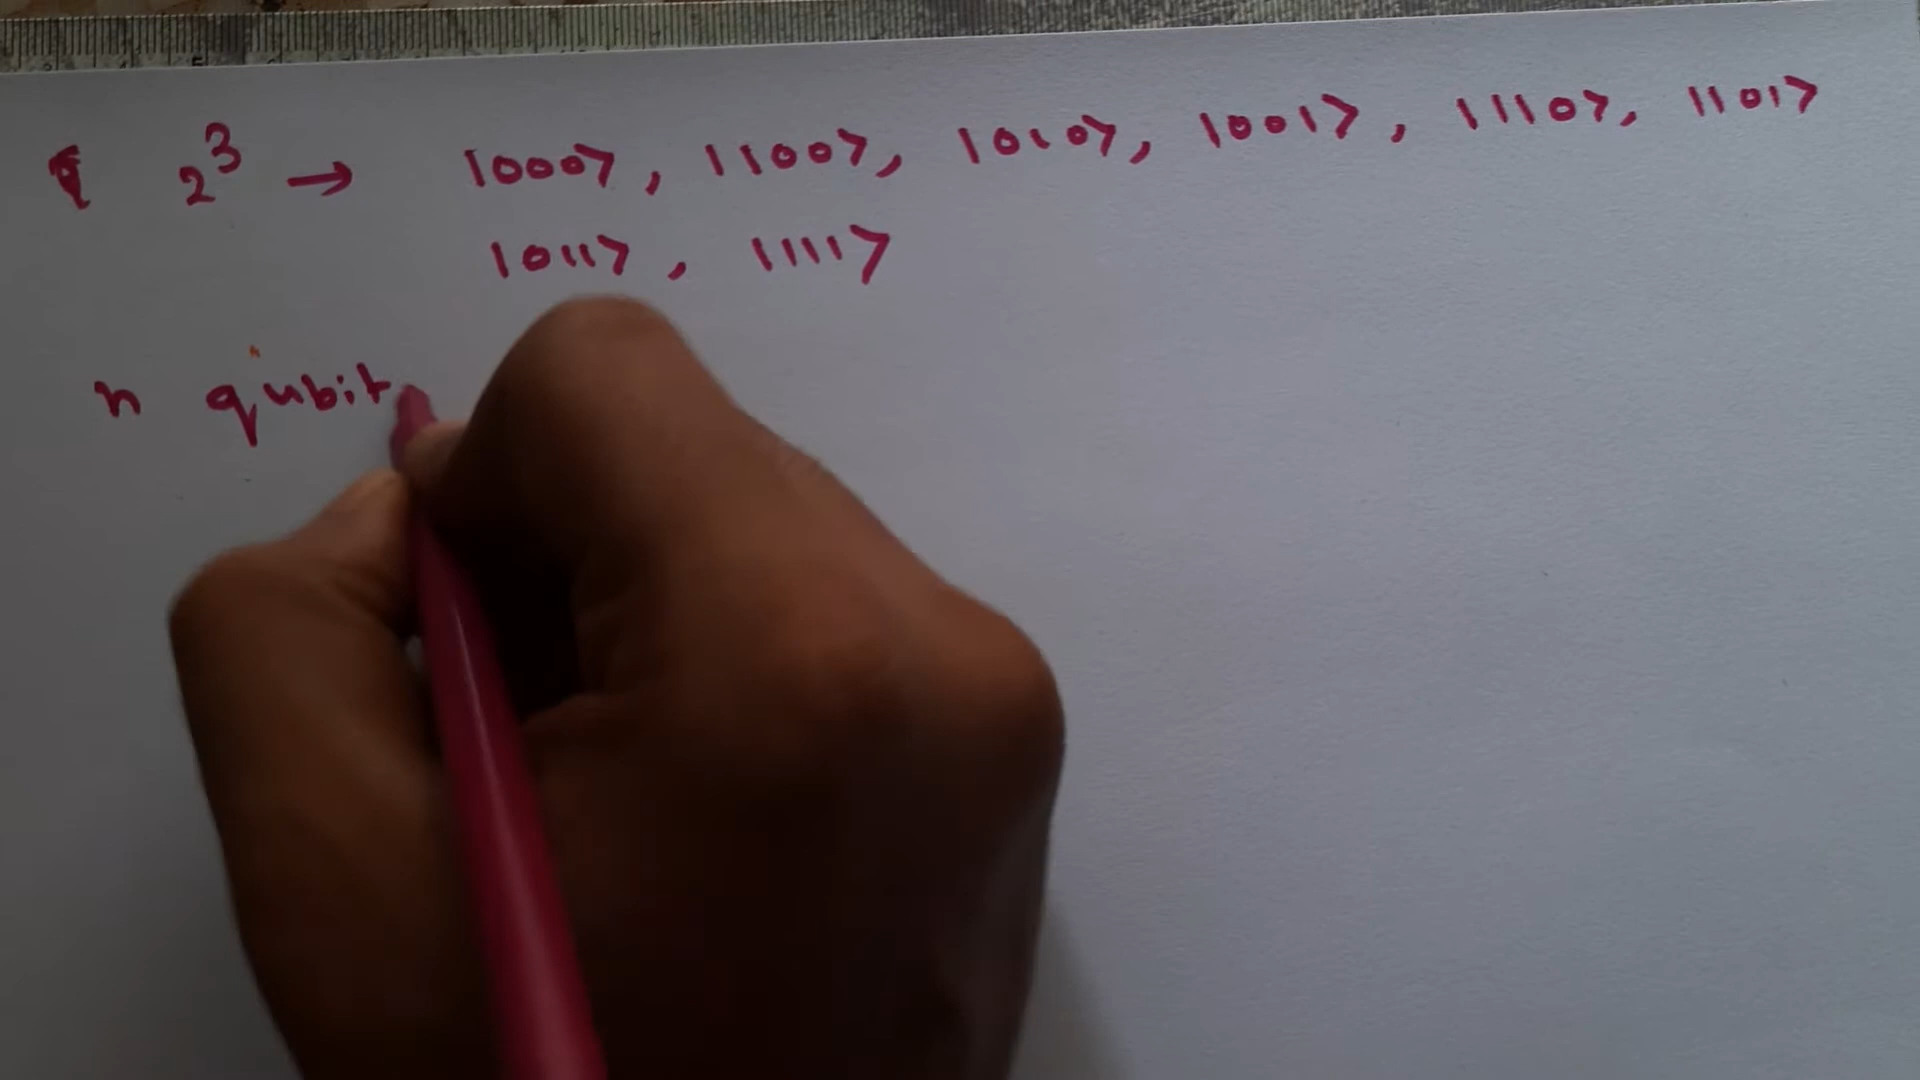 2³ → |000>, |100>, |010>, |001>, |110>, |101>
|011>, |111>
n qubit